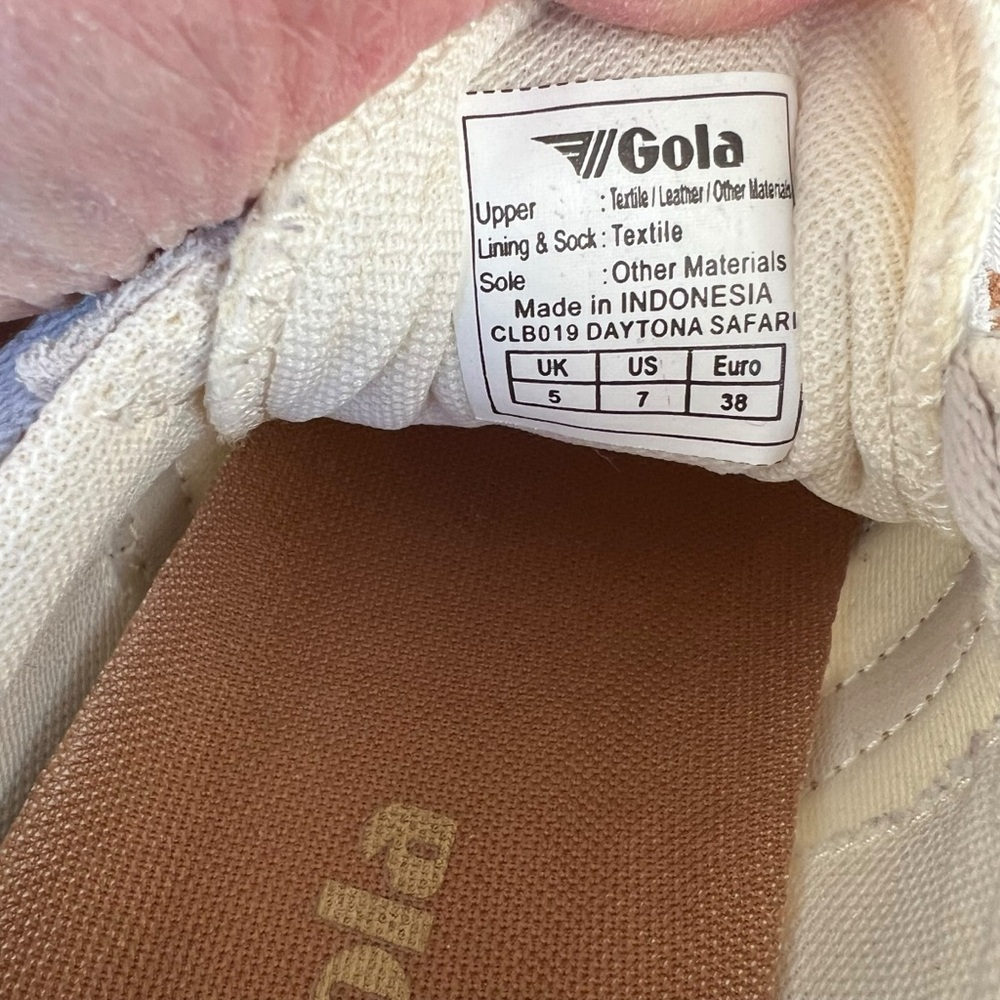 Gola
Upper : Textile / Leather / Other Materials
Lining & Sock : Textile
Sole : Other Materials
Made in INDONESIA
CLB019 DAYTONA SAFARI
UK US Euro
5 7 38
ola